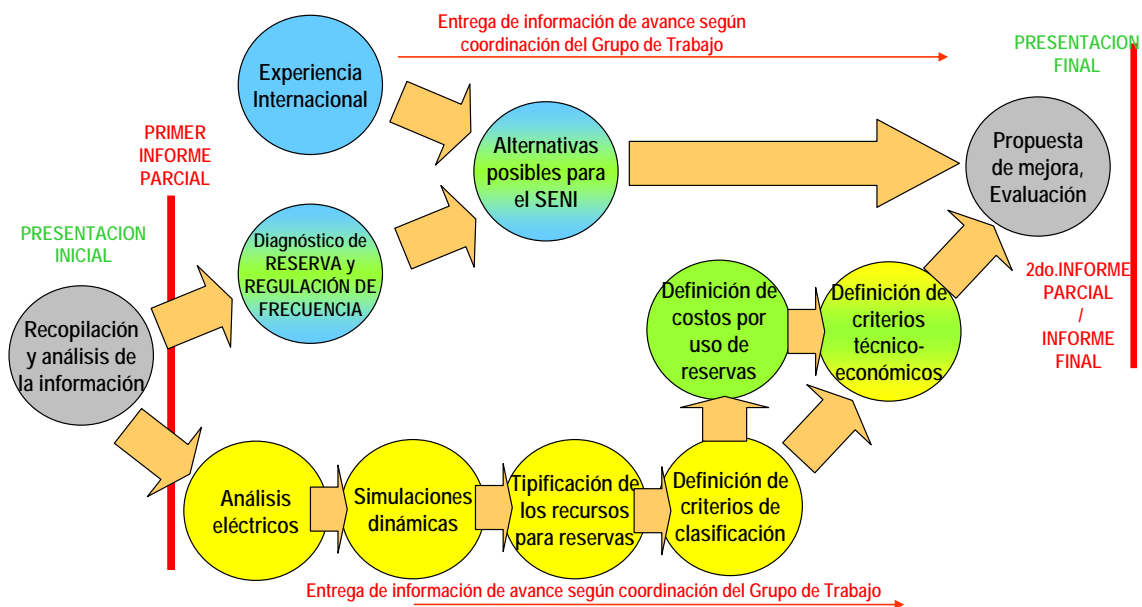 Entrega de información de avance según
coordinación del Grupo de Trabajo
PRESENTACION
FINAL
Experiencia
Internacional
PRIMER
INFORME
PARCIAL
Alternativas
posibles para
el SENI
Propuesta
de mejora,
Evaluación
PRESENTACION
INICIAL
Diagnóstico de
RESERVA y
REGULACIÓN DE
FRECUENCIA
Recopilación
y análisis de
la información
Definición de
costos por
uso de
reservas
Definición de
criterios
técnico-
económicos
2do.INFORME
PARCIAL
/
INFORME
FINAL
Análisis
eléctricos
Simulaciones
dinámicas
Tipificación de
los recursos
para reservas
Definición de
criterios de
clasificación
Entrega de información de avance según coordinación del Grupo de Trabajo